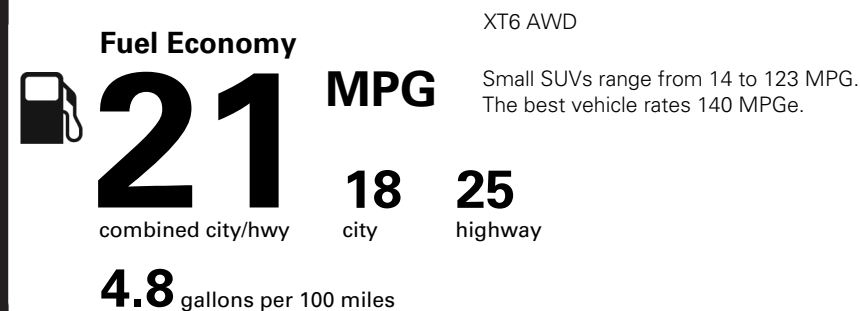 XT6 AWD
Fuel Economy
21 MPG
Small SUVs range from 14 to 123 MPG.
The best vehicle rates 140 MPGe.
18 25
combined city/hwy city highway
4.8 gallons per 100 miles